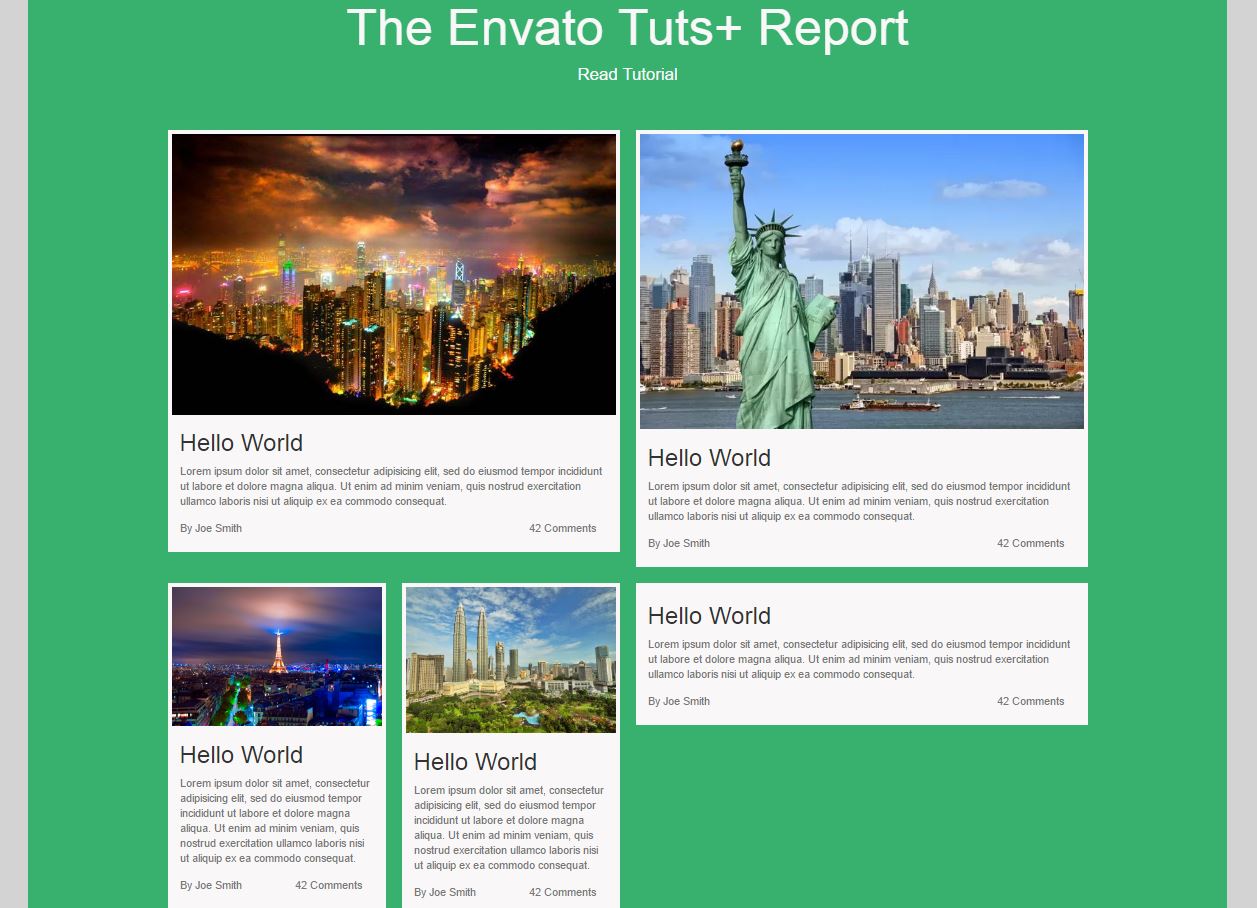 The Envato Tuts+ Report
Read Tutorial
Hello World
Lorem ipsum dolor sit amet, consectetur adipisicing elit, sed do eiusmod tempor incididunt
ut labore et dolore magna aliqua. Ut enim ad minim veniam, quis nostrud exercitation
ullamco laboris nisi ut aliquip ex ea commodo consequat.
By Joe Smith 42 Comments
Hello World
Lorem ipsum dolor sit amet, consectetur adipisicing elit, sed do eiusmod tempor incididunt
ut labore et dolore magna aliqua. Ut enim ad minim veniam, quis nostrud exercitation
ullamco laboris nisi ut aliquip ex ea commodo consequat.
By Joe Smith 42 Comments
Hello World
Lorem ipsum dolor sit amet, consectetur
adipisicing elit, sed do eiusmod tempor
incididunt ut labore et dolore magna
aliqua. Ut enim ad minim veniam, quis
nostrud exercitation ullamco laboris nisi
ut aliquip ex ea commodo consequat.
By Joe Smith 42 Comments
Hello World
Lorem ipsum dolor sit amet, consectetur
adipisicing elit, sed do eiusmod tempor
incididunt ut labore et dolore magna
aliqua. Ut enim ad minim veniam, quis
nostrud exercitation ullamco laboris nisi
ut aliquip ex ea commodo consequat.
By Joe Smith 42 Comments
Hello World
Lorem ipsum dolor sit amet, consectetur adipisicing elit, sed do eiusmod tempor incididunt
ut labore et dolore magna aliqua. Ut enim ad minim veniam, quis nostrud exercitation
ullamco laboris nisi ut aliquip ex ea commodo consequat.
By Joe Smith 42 Comments